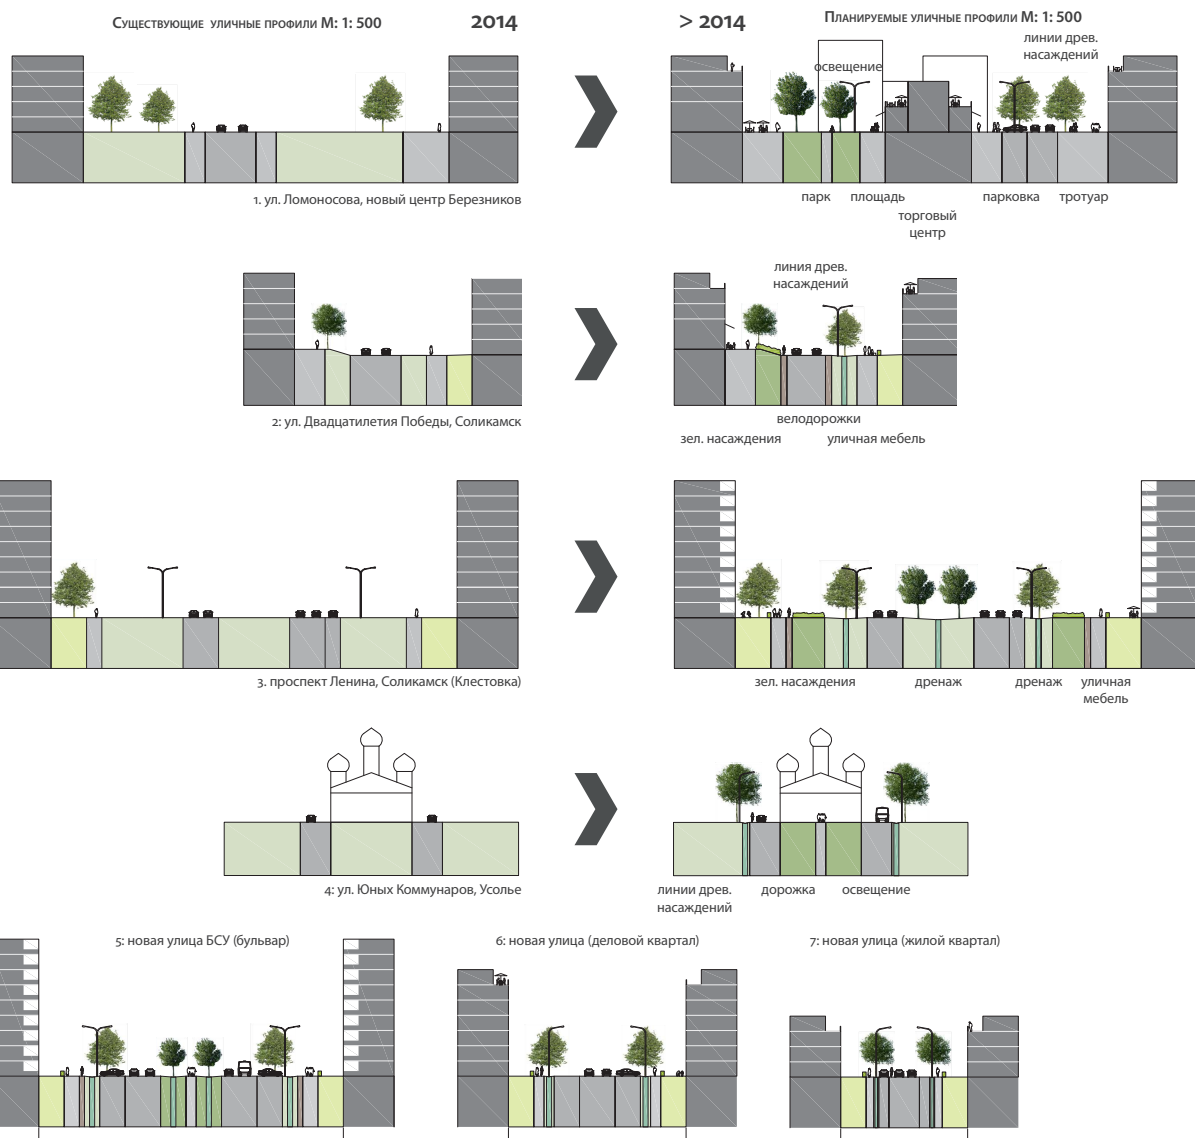 Существующие уличные профили М: 1: 500
2014
> 2014
Планируемые уличные профили М: 1: 500
линии древ.
насаждений
освещение
1. ул. Ломоносова, новый центр Березников
парк
площадь
торговый
центр
парковка
тротуар
линия древ.
насаждений
2: ул. Двадцатилетия Победы, Соликамск
велодорожки
зел. насаждения
уличная мебель
3. проспект Ленина, Соликамск (Клестовка)
зел. насаждения
дренаж
дренаж
уличная
мебель
4: ул. Юных Коммунаров, Усолье
линии древ.
насаждений
дорожка
освещение
5: новая улица БСУ (бульвар)
6: новая улица (деловой квартал)
7: новая улица (жилой квартал)